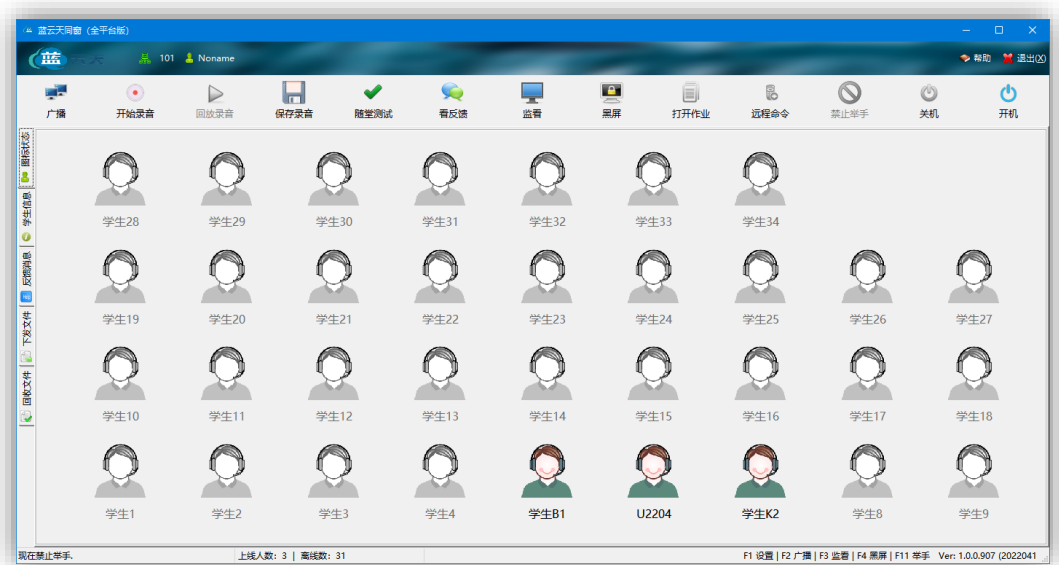 蓝云天同窗 (全平台版)
蓝云天 101 Noname 帮助 退出(X)
广播 开始录音 回放录音 保存录音 随堂测试 看反馈 监看 黑屏 打开作业 远程命令 禁止举手 关机 开机
图标状态
学生信息
反馈消息
下发文件
回收文件
学生28 学生29 学生30 学生31 学生32 学生33 学生34
学生19 学生20 学生21 学生22 学生23 学生24 学生25 学生26 学生27
学生10 学生11 学生12 学生13 学生14 学生15 学生16 学生17 学生18
学生1 学生2 学生3 学生4 学生B1 U2204 学生K2 学生8 学生9
现在禁止举手. 上线人数: 3 | 离线数: 31 F1 设置 | F2 广播 | F3 监看 | F4 黑屏 | F11 举手 Ver: 1.0.0.907 (2022041